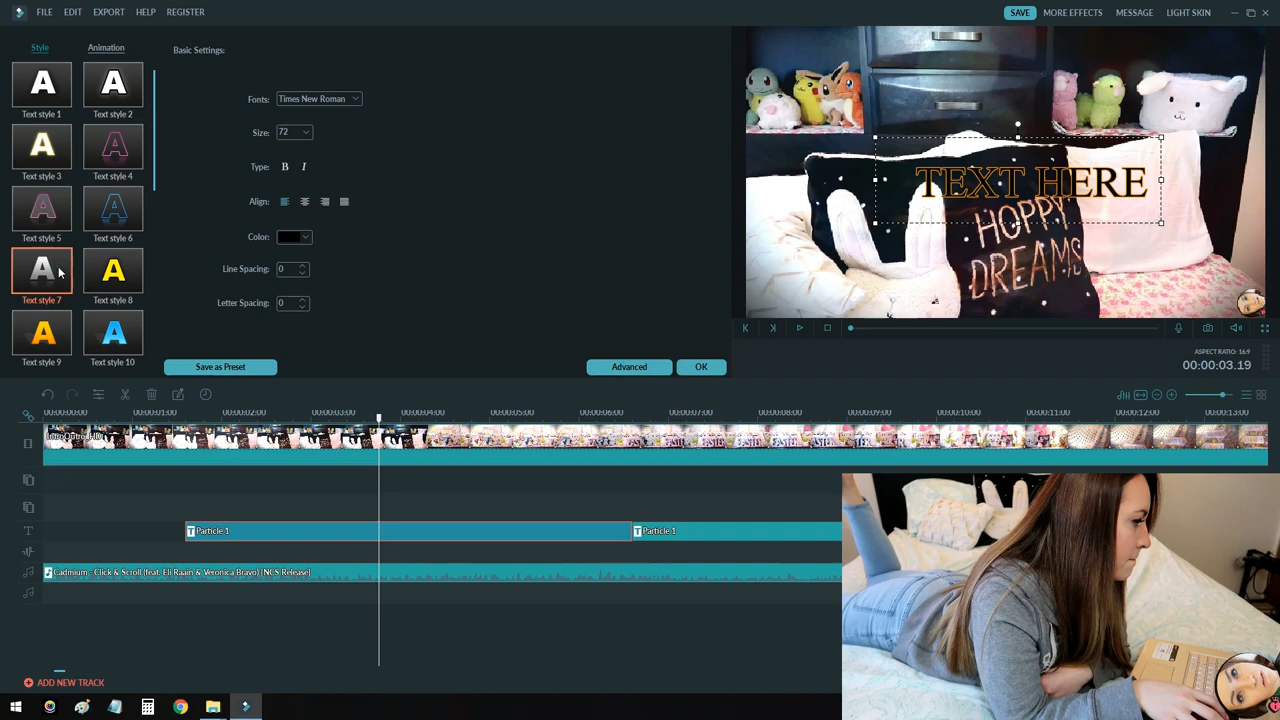 FILE EDIT EXPORT HELP REGISTER
SAVE MORE EFFECTS MESSAGE LIGHT SKIN
Style Animation
Basic Settings:
A A
Text style 1 Text style 2
A A
Text style 3 Text style 4
A A
Text style 5 Text style 6
A A
Text style 7 Text style 8
A A
Text style 9 Text style 10
Fonts: Times New Roman
Size: 72
Type: B I
Align:
Color:
Line Spacing: 0
Letter Spacing: 0
Save as Preset Advanced OK
TEXT HERE
HOPPY
DREAMS
ASPECT RATIO: 16:9
00:00:03.19
00:00:00:00 00:00:01:00 00:00:02:00 00:00:03:00 00:00:04:00 00:00:05:00 00:00:06:00 00:00:07:00 00:00:08:00 00:00:09:00 00:00:10:00 00:00:11:00 00:00:12:00 00:00:13:00
T T Particle 1 T Particle 1
Cadmium - Click & Scroll (feat. Eli Raain & Veronica Bravo) [NCS Release]
ADD NEW TRACK